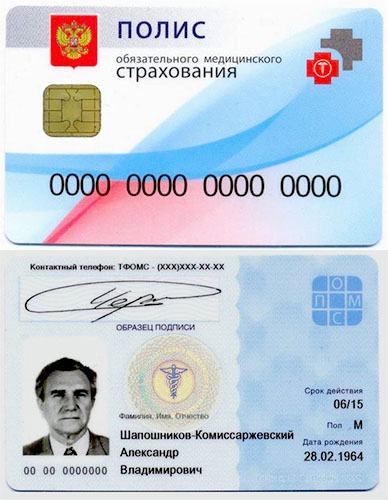 ПОЛИС
обязательного медицинского
страхования
Т
0000 0000 0000 0000
Контактный телефон: ТФОМС - (XXX)XXX-XX-XX
ОБРАЗЕЦ ПОДПИСИ
О
П М С
Срок действия
06/15
Фамилия, Имя, Отчество
Пол М
Шапошников-Комиссаржевский
Дата рождения
Александр
28.02.1964
Владимирович
00 00 0000000